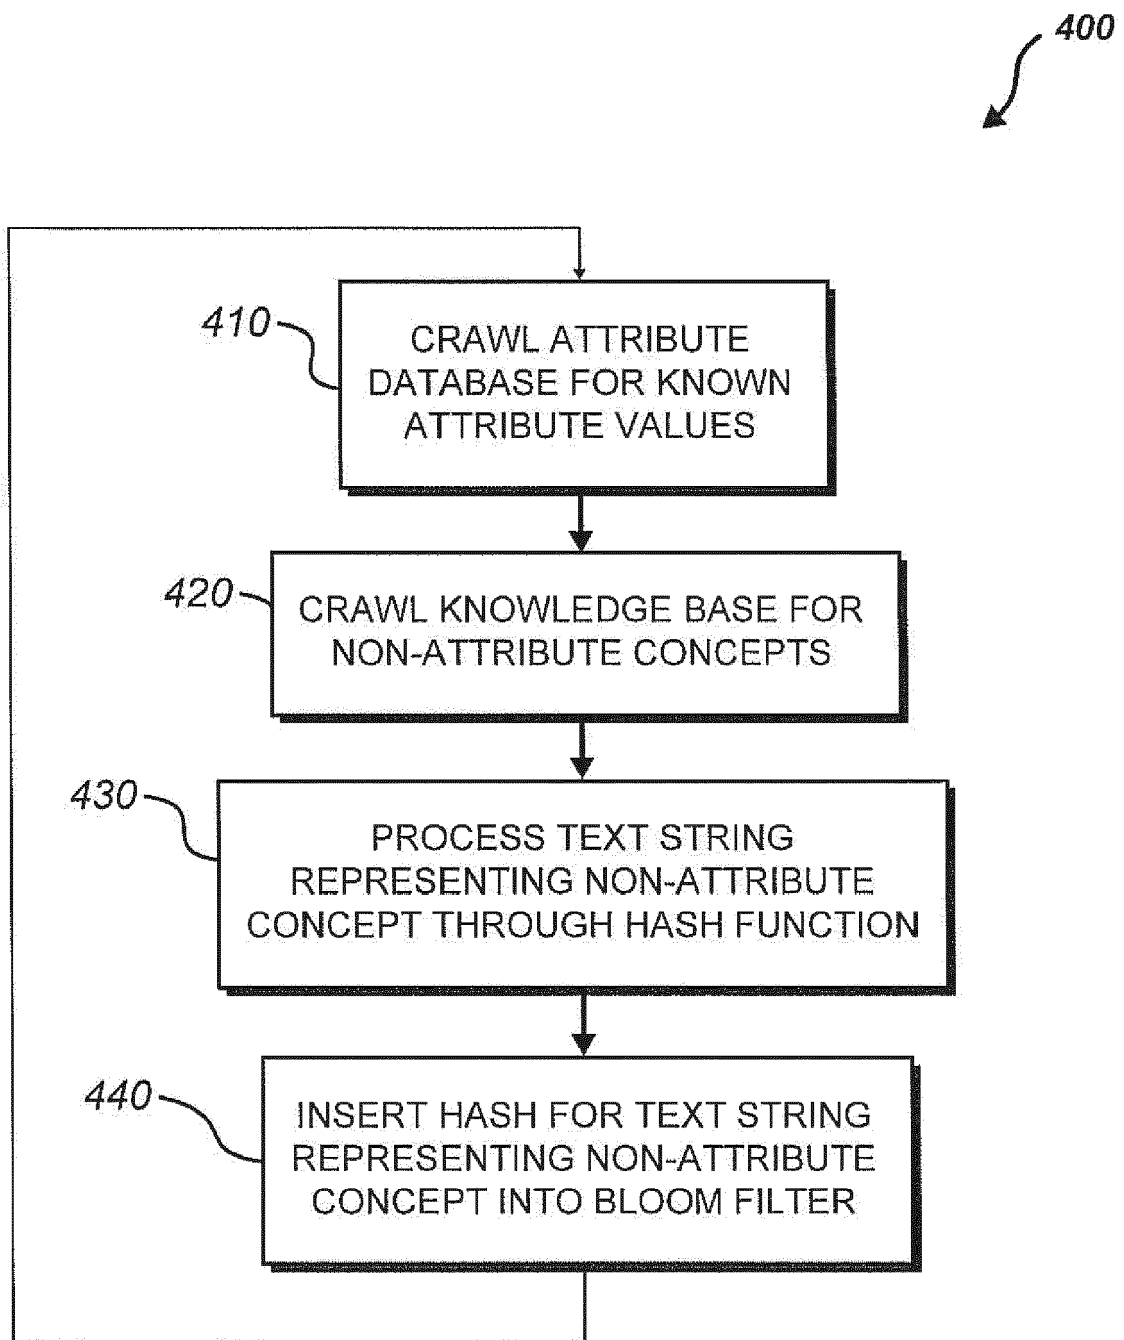 400
410
CRAWL ATTRIBUTE
DATABASE FOR KNOWN
ATTRIBUTE VALUES
420
CRAWL KNOWLEDGE BASE FOR
NON-ATTRIBUTE CONCEPTS
430
PROCESS TEXT STRING
REPRESENTING NON-ATTRIBUTE
CONCEPT THROUGH HASH FUNCTION
440
INSERT HASH FOR TEXT STRING
REPRESENTING NON-ATTRIBUTE
CONCEPT INTO BLOOM FILTER